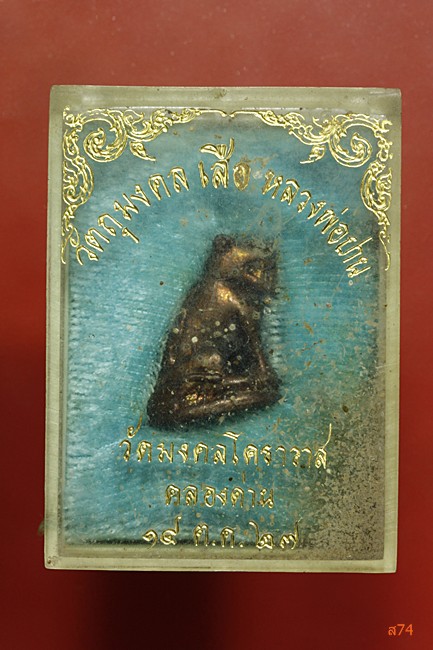 วัตถุมงคล เสือ หลวงพ่อปาน
วัดมงคลโคธาวาส
คลองด่าน
๑๔ ต.ค. ๒๗
ส74